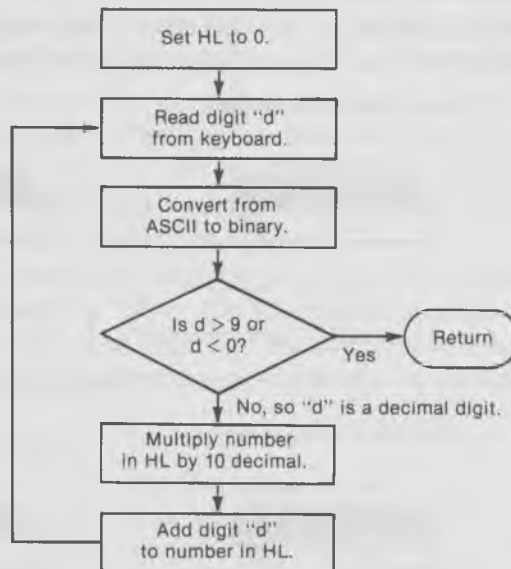 Set HL to 0.
Read digit "d"
from keyboard.
Convert from
ASCII to binary.
Is d > 9 or
d < 0?
Yes
Return
No, so "d" is a decimal digit.
Multiply number
in HL by 10 decimal.
Add digit "d"
to number in HL.